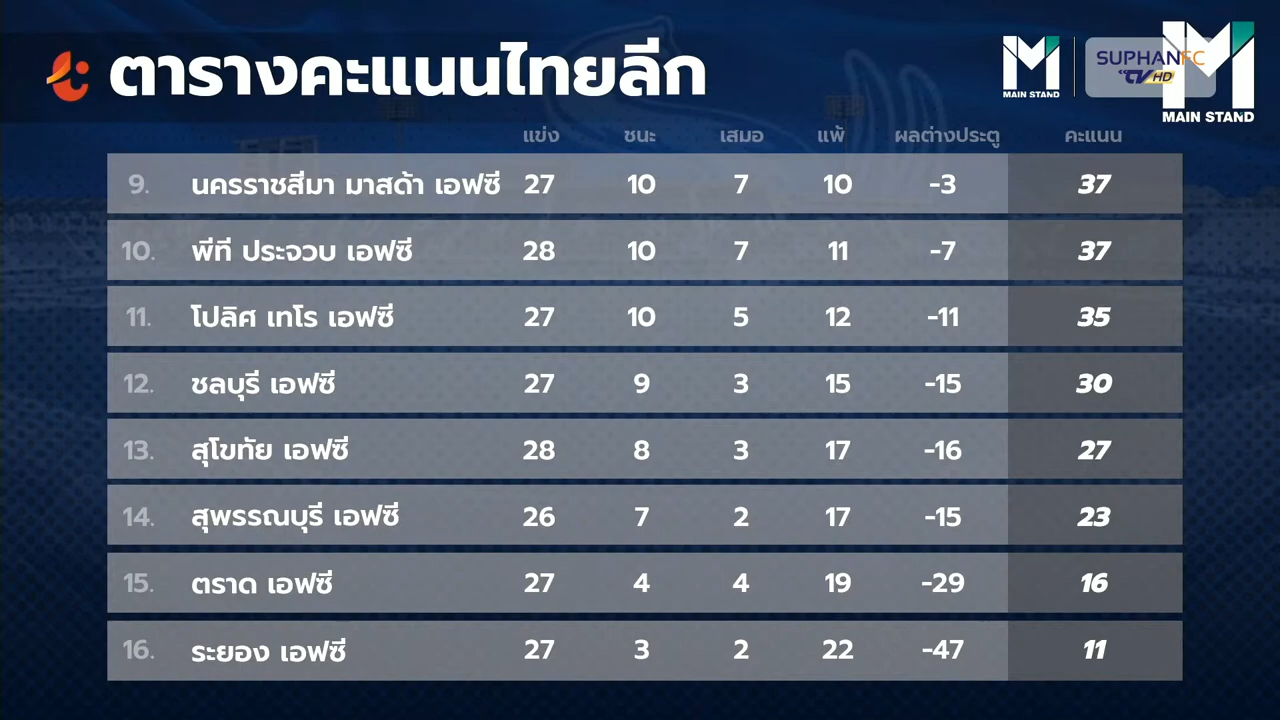 ตารางคะแนนไทยลีก
MAIN STAND
SUPHANFC
TV HD
MAIN STAND
แข่ง ชนะ เสมอ แพ้ ผลต่างประตู คะแนน
9. นครราชสีมา มาสด้า เอฟซี 27 10 7 10 -3 37
10. พีที ประจวบ เอฟซี 28 10 7 11 -7 37
11. โปลิศ เทโร เอฟซี 27 10 5 12 -11 35
12. ชลบุรี เอฟซี 27 9 3 15 -15 30
13. สุโขทัย เอฟซี 28 8 3 17 -16 27
14. สุพรรณบุรี เอฟซี 26 7 2 17 -15 23
15. ตราด เอฟซี 27 4 4 19 -29 16
16. ระยอง เอฟซี 27 3 2 22 -47 11